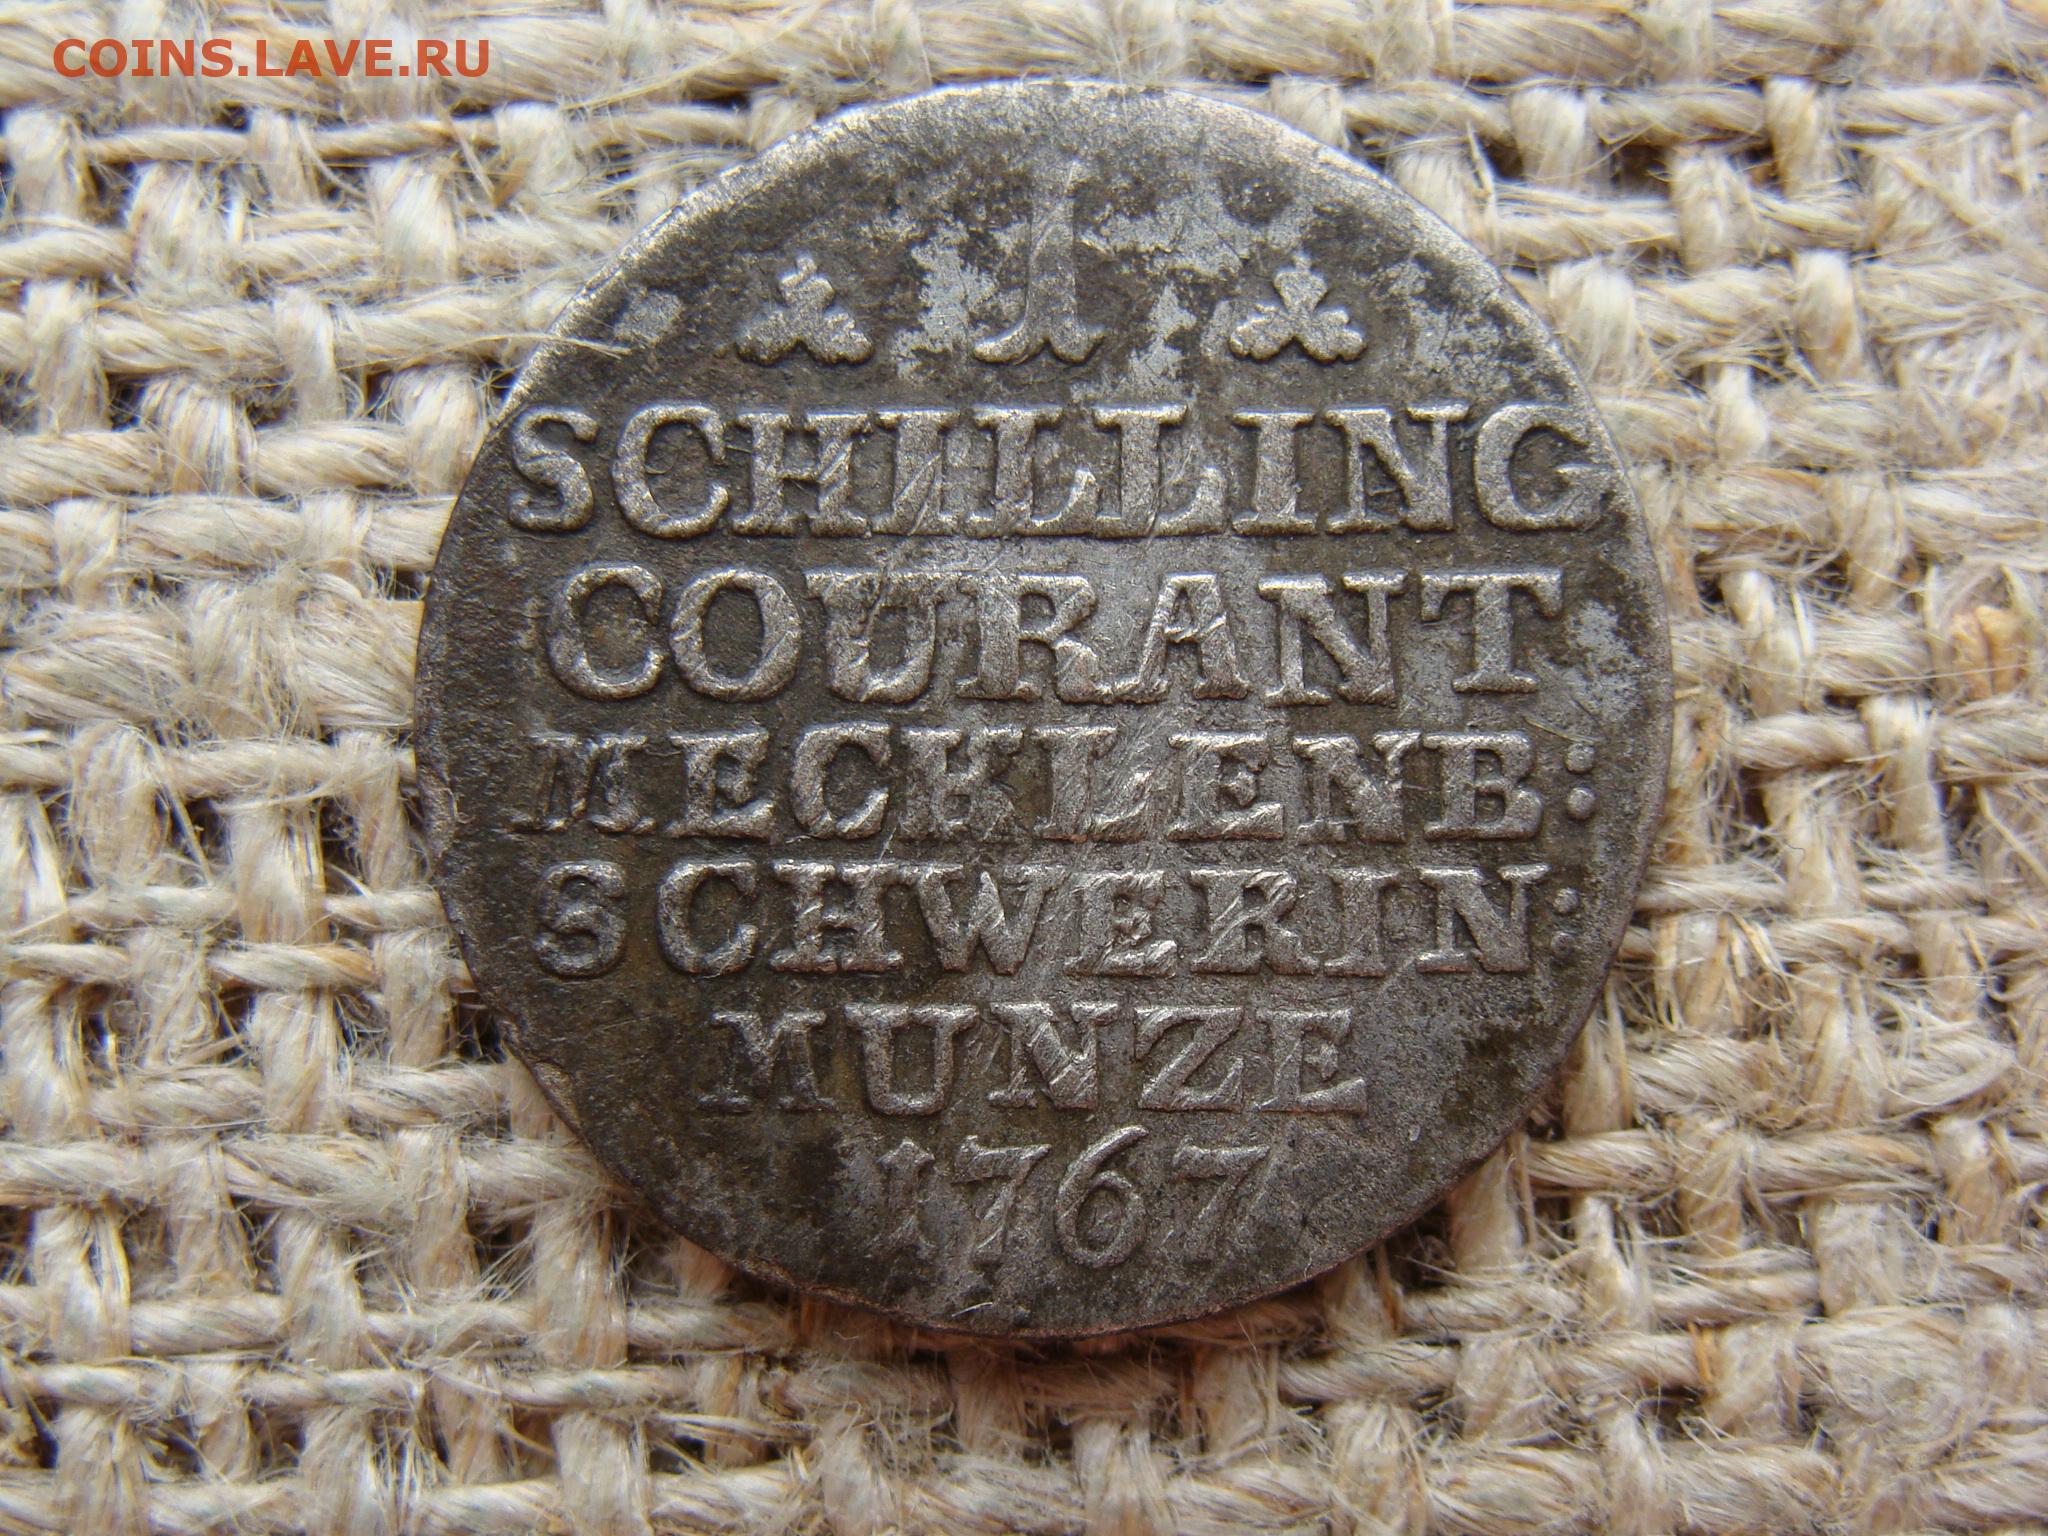 COINS.LAVE.RU
1
SCHILLING
COURANT
MECKLENB:
SCHWERIN:
MUNZE
1767